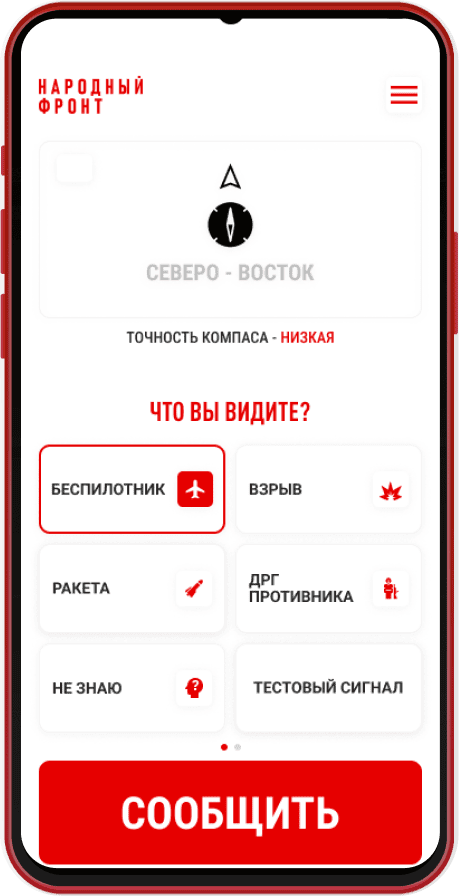 НАРОДНЫЙ
ФРОНТ
СЕВЕРО - ВОСТОК
ТОЧНОСТЬ КОМПАСА - НИЗКАЯ
ЧТО ВЫ ВИДИТЕ?
БЕСПИЛОТНИК
ВЗРЫВ
РАКЕТА
ДРГ
ПРОТИВНИКА
НЕ ЗНАЮ
ТЕСТОВЫЙ СИГНАЛ
СООБЩИТЬ